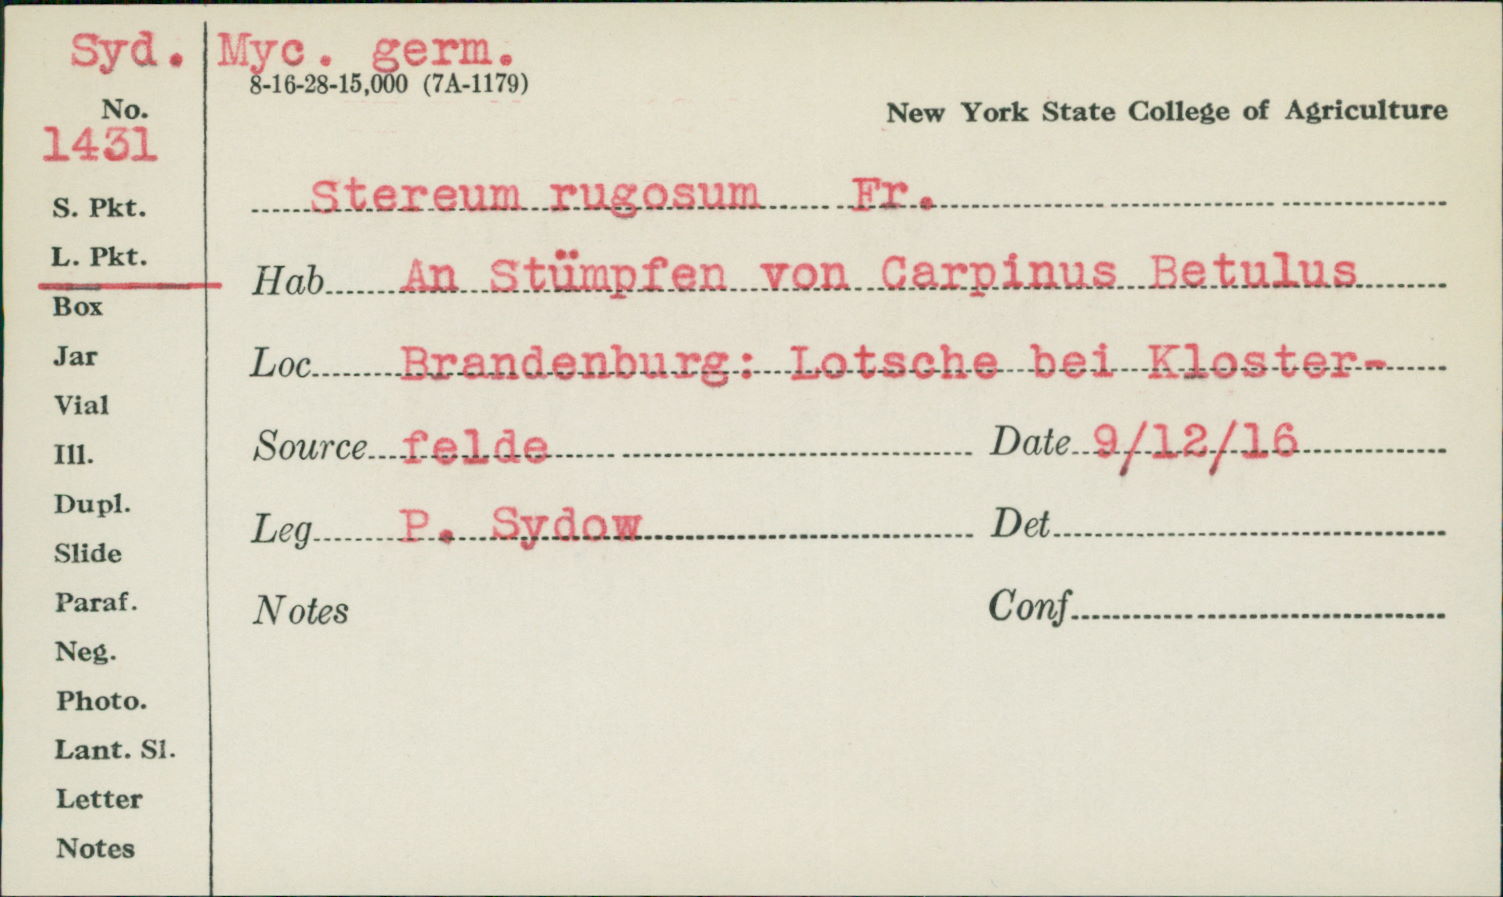 Syd. Myc. germ.
8-16-28-15,000 (7A-1179)
No.
New York State College of Agriculture
1431
Stereum rugosum Fr.
S. Pkt.
L. Pkt.
Hab An Stümpfen von Carpinus Betulus
Box
Jar
Loc Brandenburg: Lotsche bei Kloster-
Vial
Ill.
Source felde Date 9/12/16
Dupl.
Slide
Leg P. Sydow Det
Paraf.
Notes Conf
Neg.
Photo.
Lant. Sl.
Letter
Notes